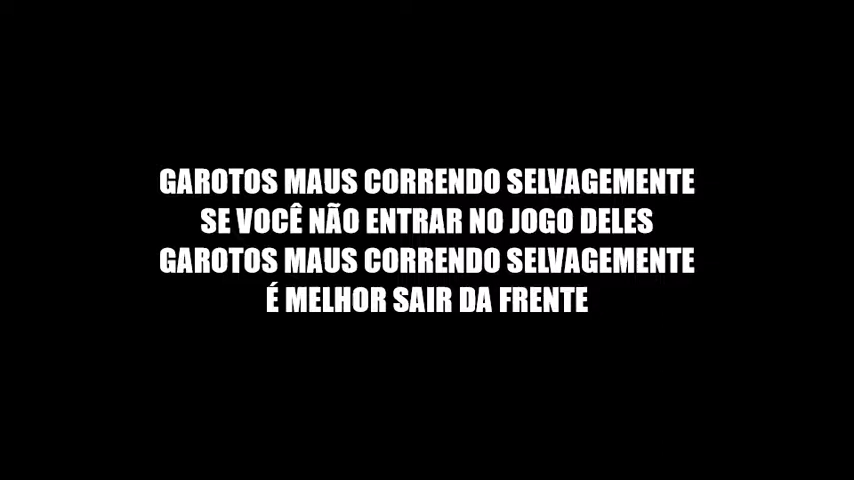 GAROTOS MAUS CORRENDO SELVAGEMENTE
SE VOCÊ NÃO ENTRAR NO JOGO DELES
GAROTOS MAUS CORRENDO SELVAGEMENTE
É MELHOR SAIR DA FRENTE